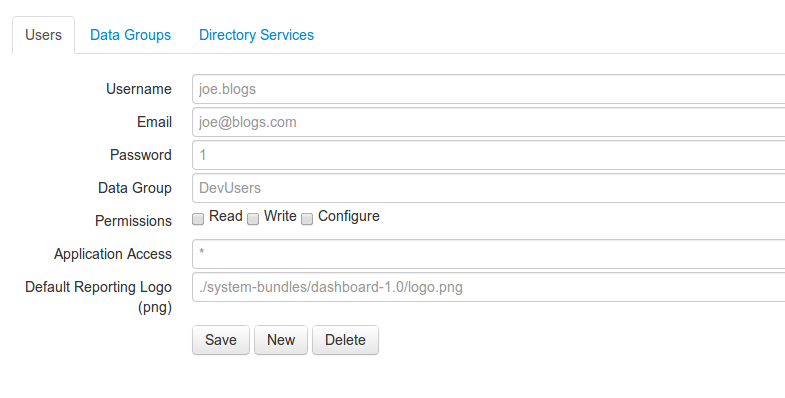 Users Data Groups Directory Services
Username joe.blogs
Email joe@blogs.com
Password 1
Data Group DevUsers
Permissions Read Write Configure
Application Access *
Default Reporting Logo ./system-bundles/dashboard-1.0/logo.png
(png)
Save New Delete